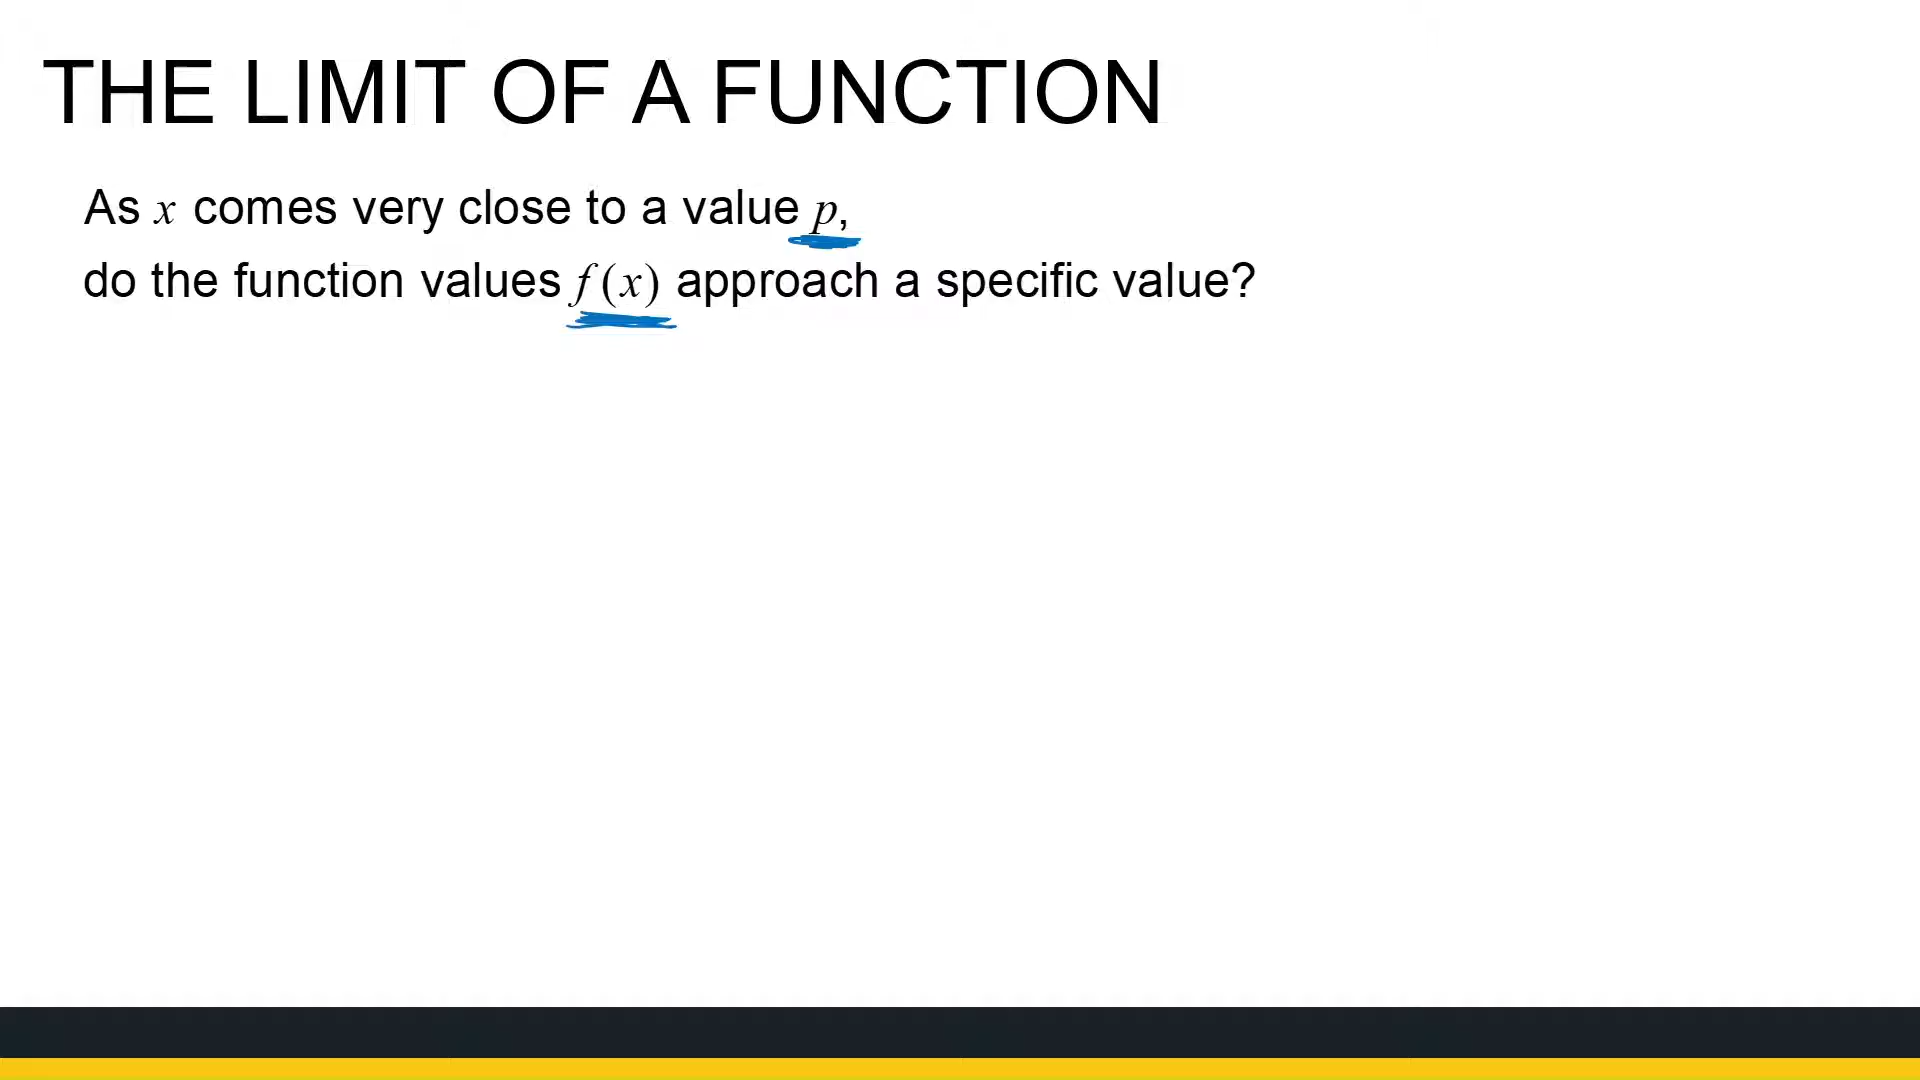 THE LIMIT OF A FUNCTION
As x comes very close to a value p,
do the function values f(x) approach a specific value?